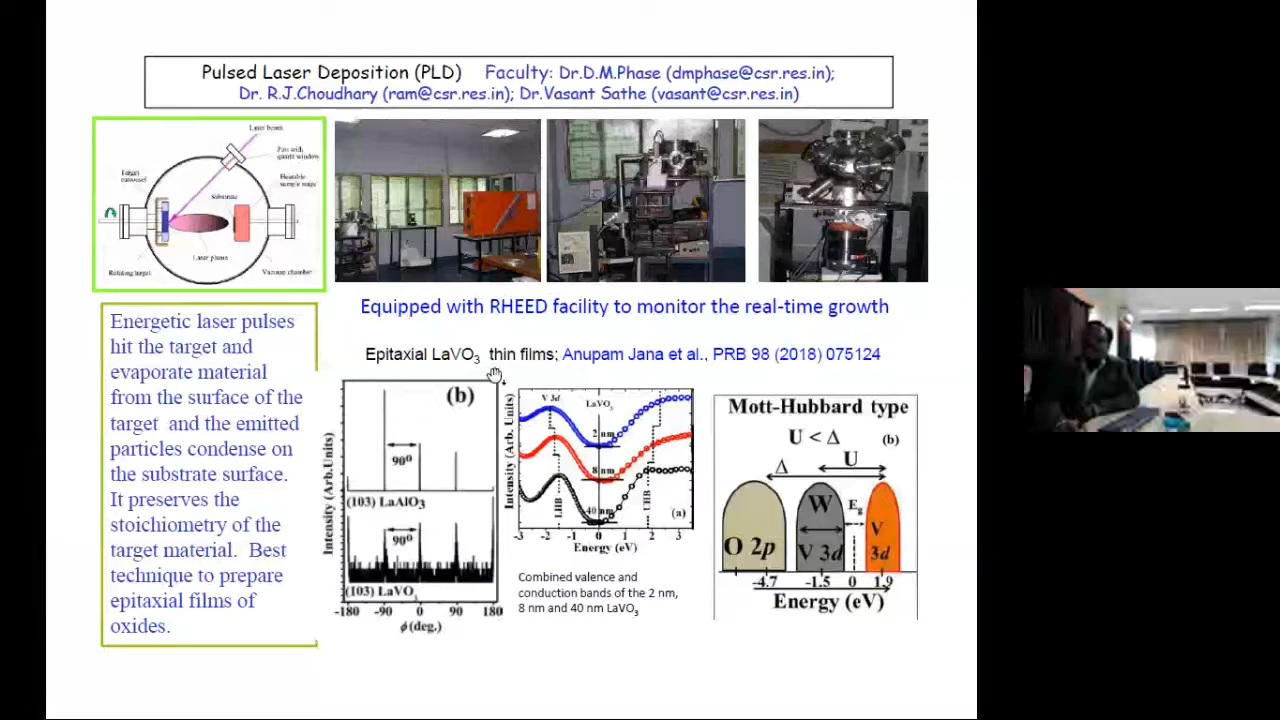 Pulsed Laser Deposition (PLD) Faculty: Dr.D.M.Phase (dmphase@csr.res.in);
Dr. R.J.Choudhary (ram@csr.res.in); Dr.Vasant Sathe (vasant@csr.res.in)
Laser beam
Port with
quartz window
Target
carousel
Heatable
sample stage
Substrate
Laser plume
Rotating target
Vacuum chamber
Equipped with RHEED facility to monitor the real-time growth
Energetic laser pulses
hit the target and
evaporate material
from the surface of the
target and the emitted
particles condense on
the substrate surface.
It preserves the
stoichiometry of the
target material. Best
technique to prepare
epitaxial films of
oxides.
Epitaxial LaVO₃ thin films; Anupam Jana et al., PRB 98 (2018) 075124
(b)
90⁰
(103) LaAlO₃
90⁰
(103) LaVO₃
Intensity (Arb.Units)
-180 -90 0 90 180
ϕ(deg.)
V 3d
LaVO₃
2 nm
8 nm
40 nm
LHB
UHB
(a)
Intensity (Arb. Units)
-3 -2 -1 0 1 2 3
Energy (eV)
Combined valence and
conduction bands of the 2 nm,
8 nm and 40 nm LaVO₃
Mott-Hubbard type
U < Δ (b)
Δ U
W E₉
O 2p V 3d V 3d
-4.7 -1.5 0 1.9
Energy (eV)